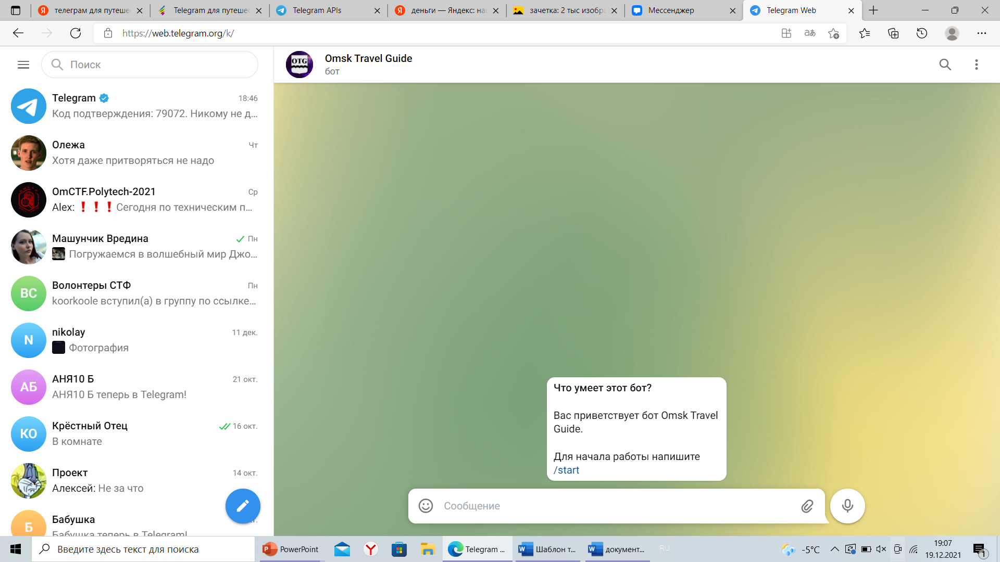 телеграм для путеше
Telegram для путешес
Telegram APIs
деньги — Яндекс: на
зачетка: 2 тыс изобра
Мессенджер
Telegram Web
https://web.telegram.org/k/
Поиск
Telegram
18:46
Код подтверждения: 79072. Никому не д...
Олежа
Чт
Хотя даже притворяться не надо
OmCTF.Polytech-2021
Ср
Alex: ❗❗❗Сегодня по техническим п...
Машунчик Вредина
Пн
Погружаемся в волшебный мир Джо...
ВС
Волонтеры СТФ
Пн
koorkoole вступил(а) в группу по ссылке...
N
nikolay
11 дек.
Фотография
АБ
АНЯ10 Б
21 окт.
АНЯ10 Б теперь в Telegram!
КО
Крёстный Отец
16 окт.
В комнате
Проект
14 окт.
Алексей: Не за что
Б
Бабушка
Бабушка теперь в Telegram!
OTG
Omsk Travel Guide
бот
Что умеет этот бот?
Вас приветствует бот Omsk Travel
Guide.
Для начала работы напишите
/start
Сообщение
Введите здесь текст для поиска
PowerPoint
Telegram ...
Шаблон т...
документ...
RU
-5°C
19:07
19.12.2021
1